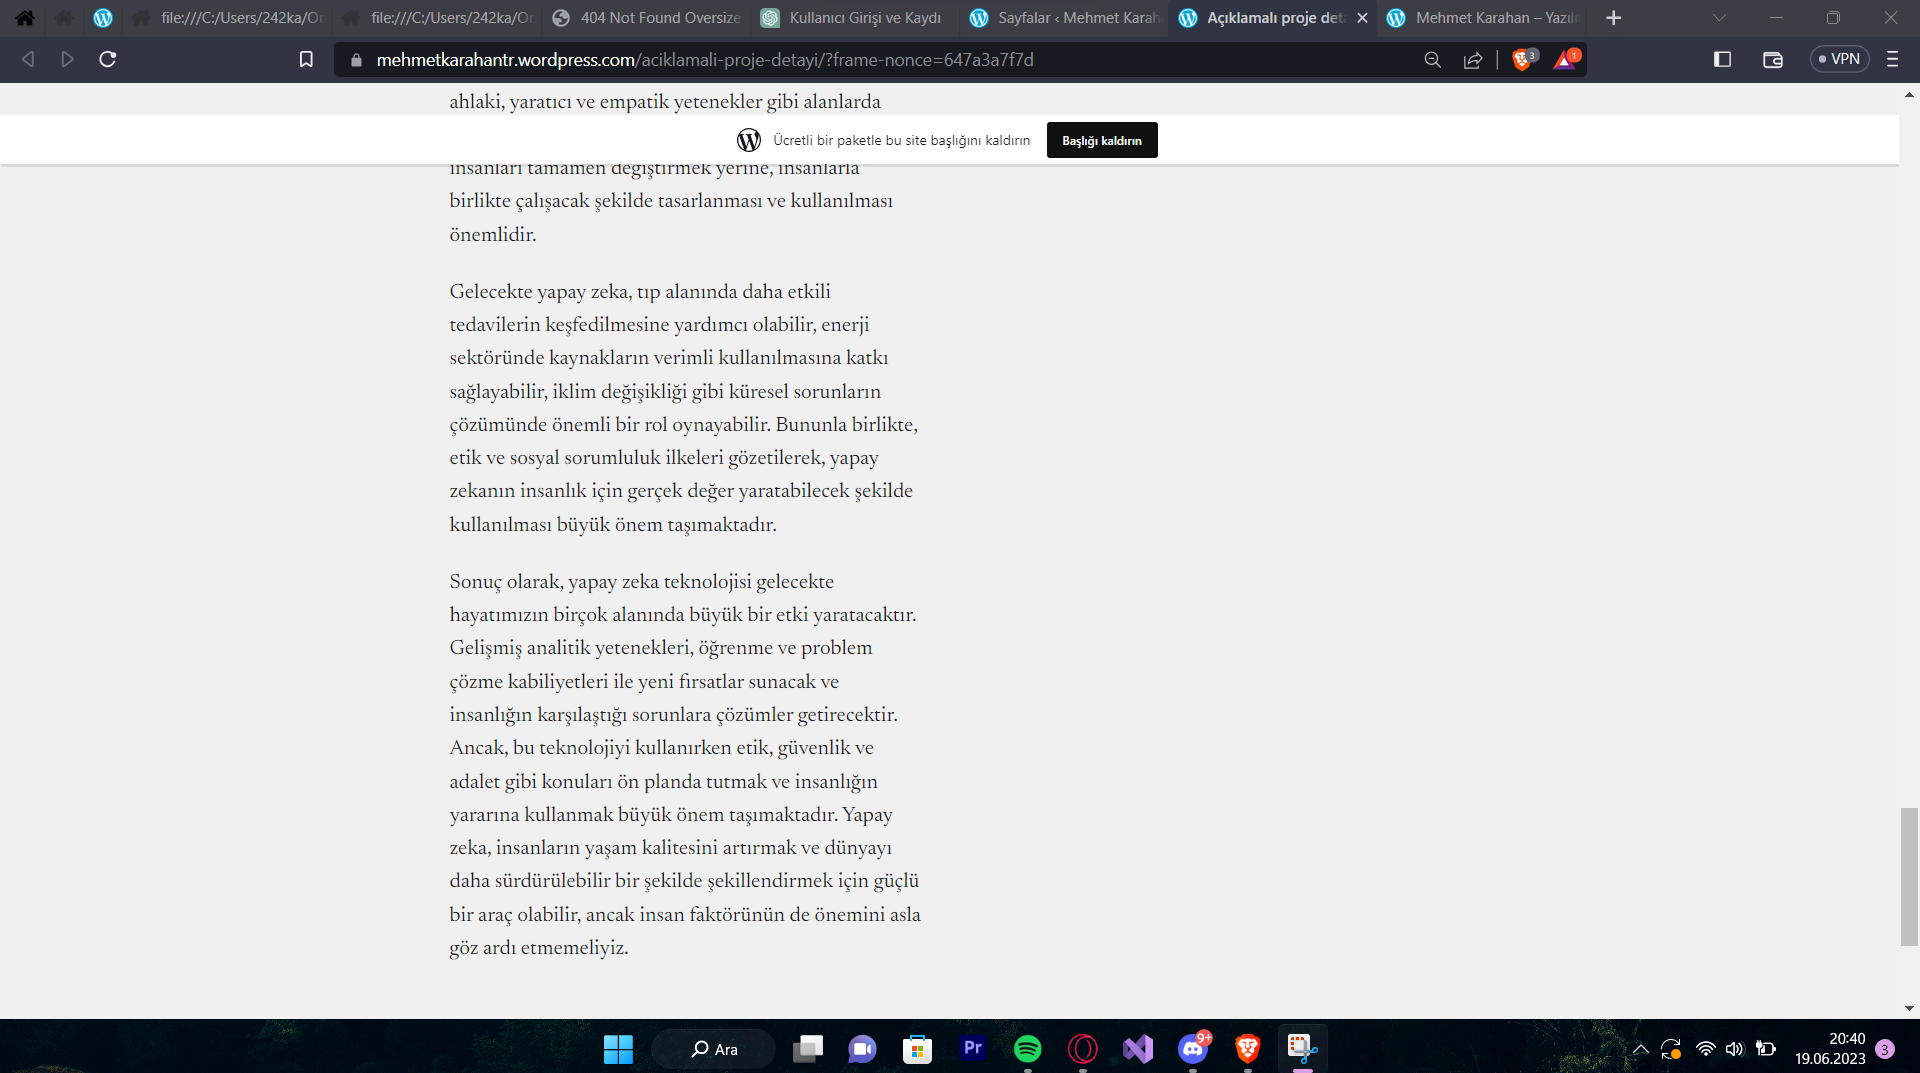 file:///C:/Users/242ka/On
file:///C:/Users/242ka/On
404 Not Found Oversize
Kullanıcı Girişi ve Kaydı
Sayfalar ‹ Mehmet Karah
Açıklamalı proje deta
Mehmet Karahan – Yazılı
mehmetkarahantr.wordpress.com/aciklamali-proje-detayi/?frame-nonce=647a3a7f7d
3
1
VPN
ahlaki, yaratıcı ve empatik yetenekler gibi alanlarda
Ücretli bir paketle bu site başlığını kaldırın
Başlığı kaldırın
insanları tamamen değiştirmek yerine, insanlarla
birlikte çalışacak şekilde tasarlanması ve kullanılması
önemlidir.
Gelecekte yapay zeka, tıp alanında daha etkili
tedavilerin keşfedilmesine yardımcı olabilir, enerji
sektöründe kaynakların verimli kullanılmasına katkı
sağlayabilir, iklim değişikliği gibi küresel sorunların
çözümünde önemli bir rol oynayabilir. Bununla birlikte,
etik ve sosyal sorumluluk ilkeleri gözetilerek, yapay
zekanın insanlık için gerçek değer yaratabilecek şekilde
kullanılması büyük önem taşımaktadır.
Sonuç olarak, yapay zeka teknolojisi gelecekte
hayatımızın birçok alanında büyük bir etki yaratacaktır.
Gelişmiş analitik yetenekleri, öğrenme ve problem
çözme kabiliyetleri ile yeni fırsatlar sunacak ve
insanlığın karşılaştığı sorunlara çözümler getirecektir.
Ancak, bu teknolojiyi kullanırken etik, güvenlik ve
adalet gibi konuları ön planda tutmak ve insanlığın
yararına kullanmak büyük önem taşımaktadır. Yapay
zeka, insanların yaşam kalitesini artırmak ve dünyayı
daha sürdürülebilir bir şekilde şekillendirmek için güçlü
bir araç olabilir, ancak insan faktörünün de önemini asla
göz ardı etmemeliyiz.
Ara
Pr
9+
20:40
19.06.2023
3